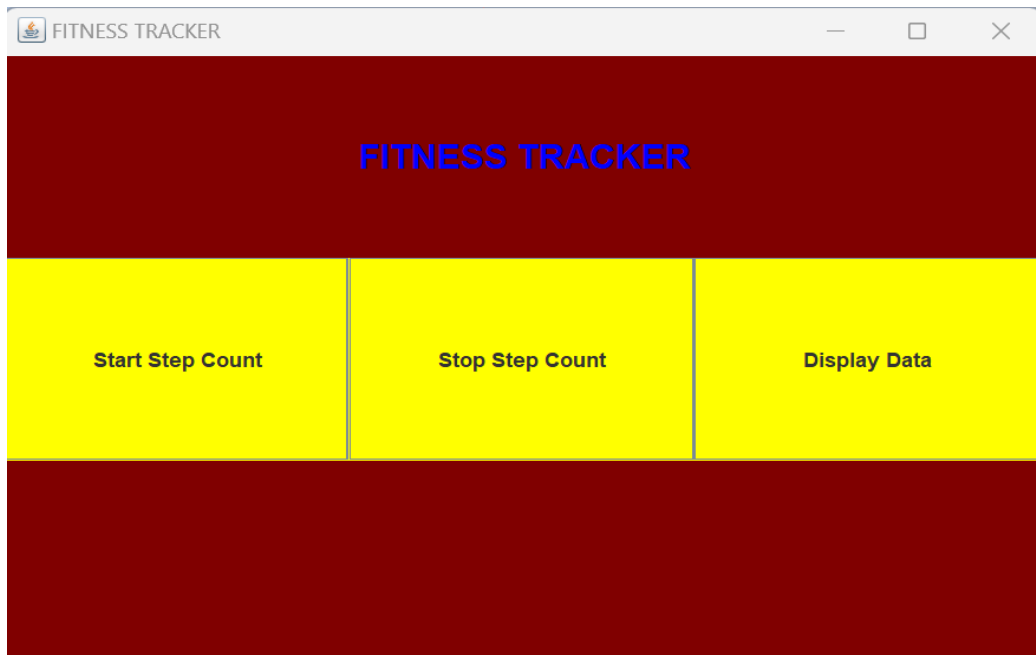 FITNESS TRACKER
FITNESS TRACKER
Start Step Count
Stop Step Count
Display Data